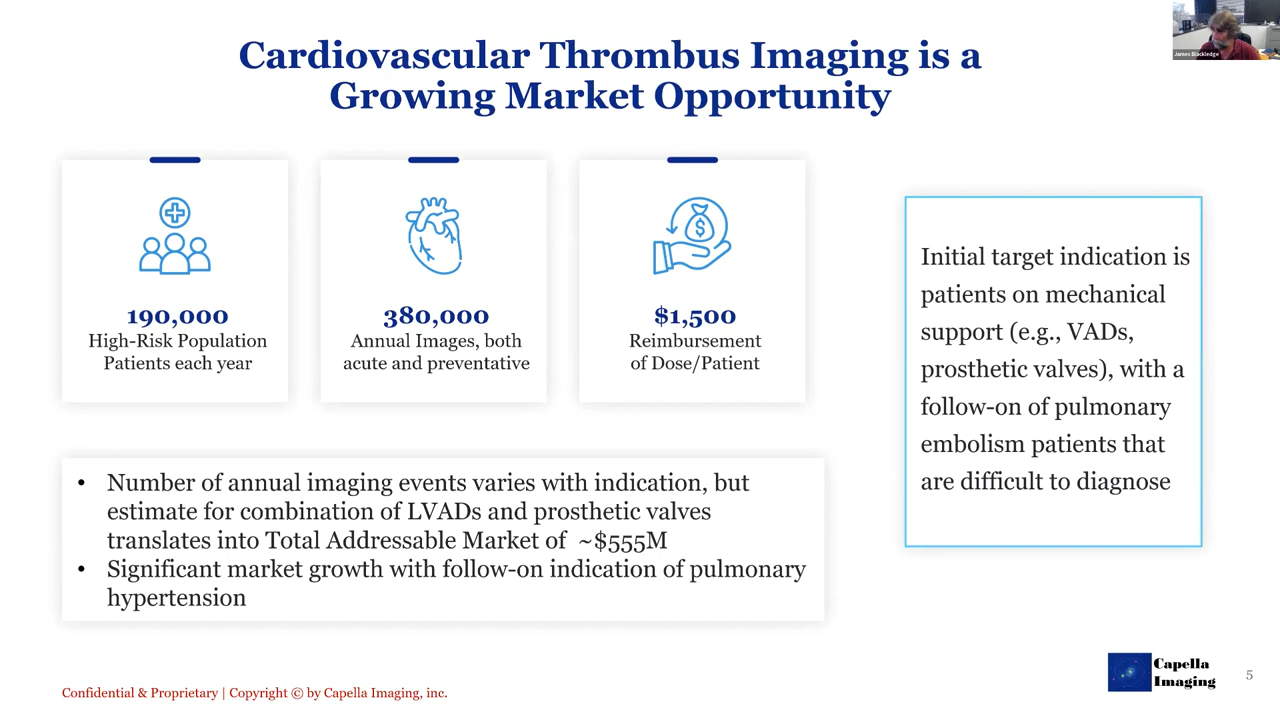 Cardiovascular Thrombus Imaging is a
Growing Market Opportunity
James Blackledge
190,000
High-Risk Population
Patients each year
380,000
Annual Images, both
acute and preventative
$1,500
Reimbursement
of Dose/Patient
Initial target indication is
patients on mechanical
support (e.g., VADs,
prosthetic valves), with a
follow-on of pulmonary
embolism patients that
are difficult to diagnose
• Number of annual imaging events varies with indication, but
estimate for combination of LVADs and prosthetic valves
translates into Total Addressable Market of ~$555M
• Significant market growth with follow-on indication of pulmonary
hypertension
Confidential & Proprietary | Copyright © by Capella Imaging, inc.
Capella
Imaging
5